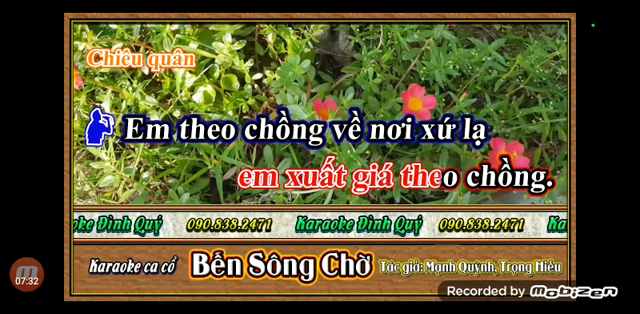 Chiêu quân
Em theo chồng về nơi xứ lạ
em xuất giá theo chồng.
oke Đình Quý 090.838.2471 Karaoke Đình Quý 090.838.2471 Ka
Karaoke ca cổ Bến Sông Chờ Tác giả: Mạnh Quỳnh, Trọng Hiếu
07:32
Recorded by mobizen